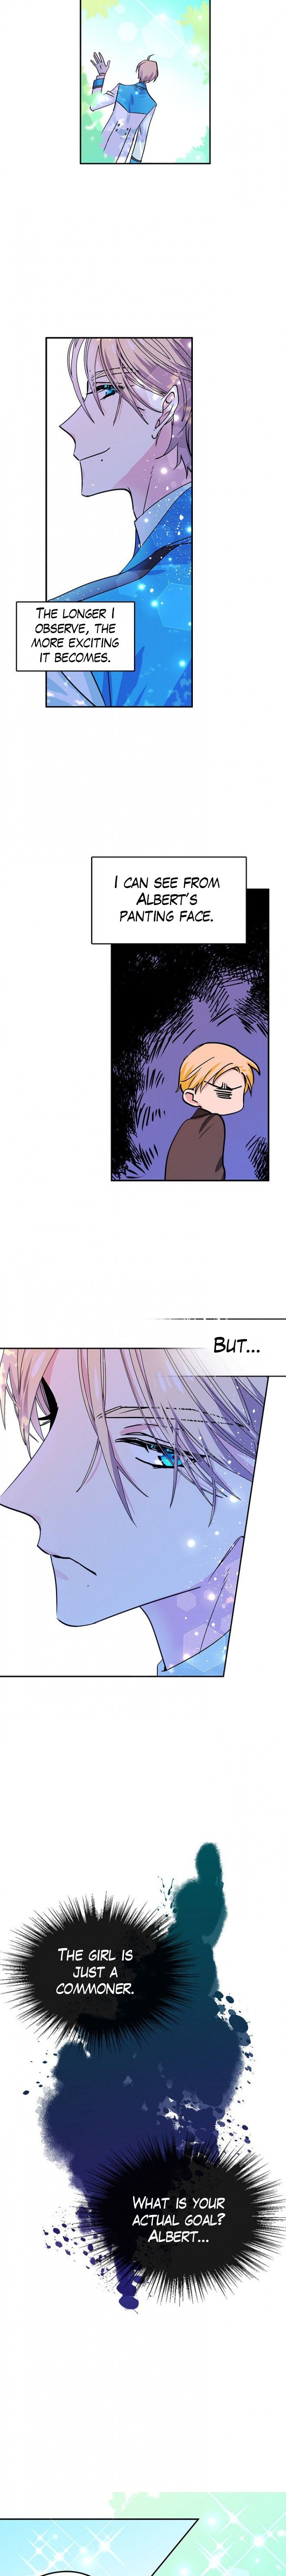 THE LONGER I
OBSERVE, THE
MORE EXCITING
IT BECOMES.
I CAN SEE FROM
ALBERT'S
PANTING FACE.
BUT...
THE GIRL IS
JUST A
COMMONER.
WHAT IS YOUR
ACTUAL GOAL?
ALBERT...